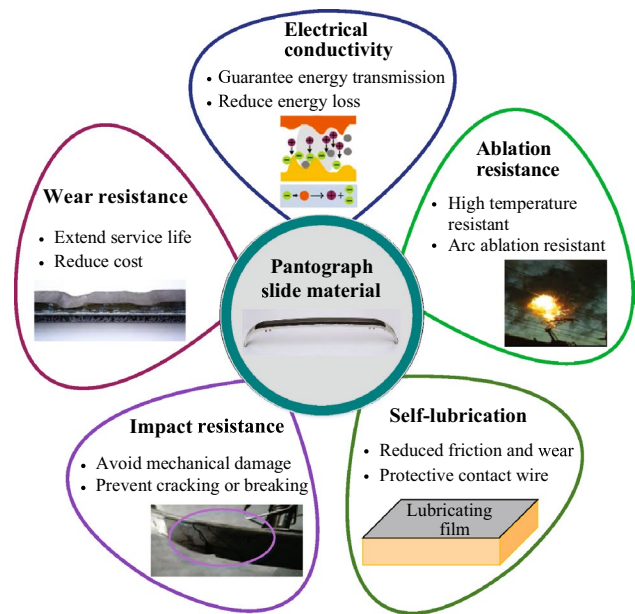 Electrical
conductivity
• Guarantee energy transmission
• Reduce energy loss
Ablation
resistance
• High temperature
resistant
• Arc ablation resistant
Wear resistance
• Extend service life
• Reduce cost
Pantograph
slide material
Impact resistance
• Avoid mechanical damage
• Prevent cracking or breaking
Self-lubrication
• Reduced friction and wear
• Protective contact wire
Lubricating
film